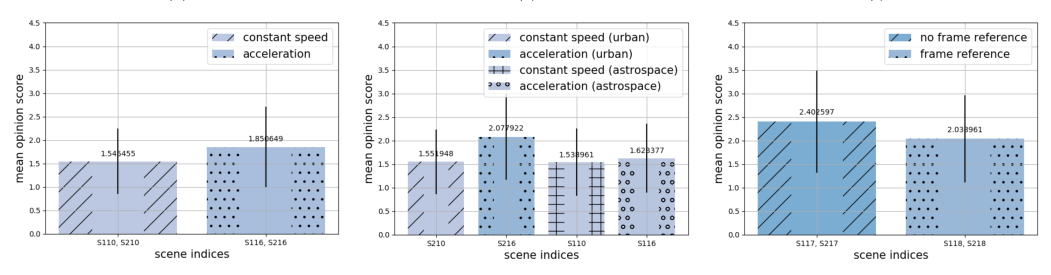 4.5
4.0
3.5
3.0
2.5
2.0
1.5
1.0
0.5
0.0
mean opinion score
constant speed
acceleration
1.545455
1.850649
S110, S210
S116, S216
scene indices
4.5
4.0
3.5
3.0
2.5
2.0
1.5
1.0
0.5
0.0
mean opinion score
constant speed (urban)
acceleration (urban)
constant speed (astrospace)
acceleration (astrospace)
1.551948
2.077922
1.538961
1.623377
S210
S216
S110
S116
scene indices
4.5
4.0
3.5
3.0
2.5
2.0
1.5
1.0
0.5
0.0
mean opinion score
no frame reference
frame reference
2.402597
2.038961
S117, S217
S118, S218
scene indices